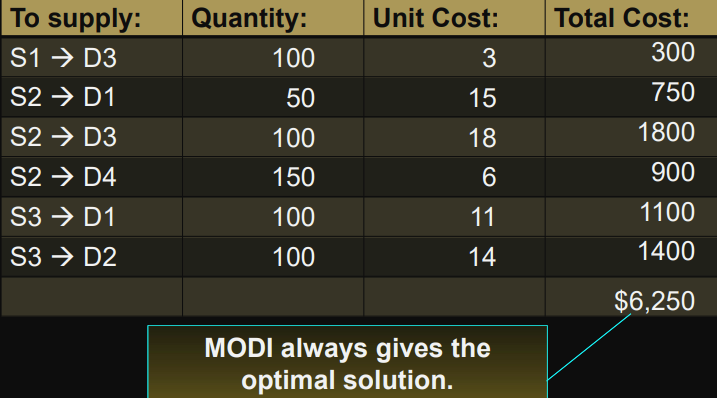 To supply: Quantity: Unit Cost: Total Cost:
S1 → D3 100 3 300
S2 → D1 50 15 750
S2 → D3 100 18 1800
S2 → D4 150 6 900
S3 → D1 100 11 1100
S3 → D2 100 14 1400
$6,250
MODI always gives the
optimal solution.